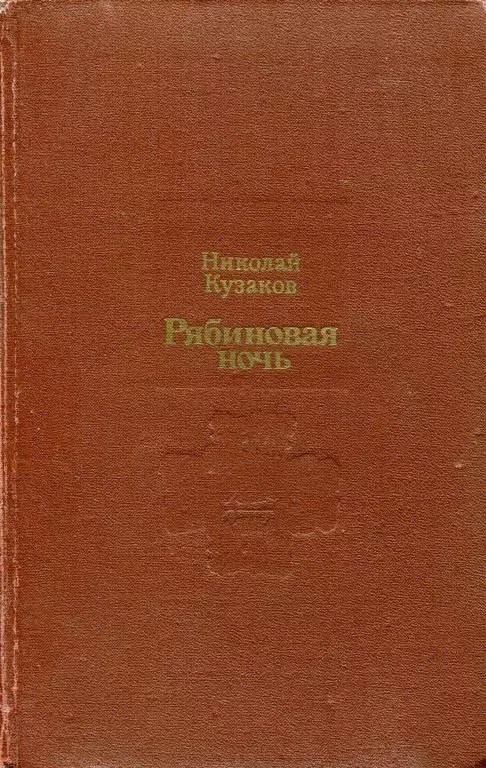 Николай
Кузаков
Рябиновая
ночь